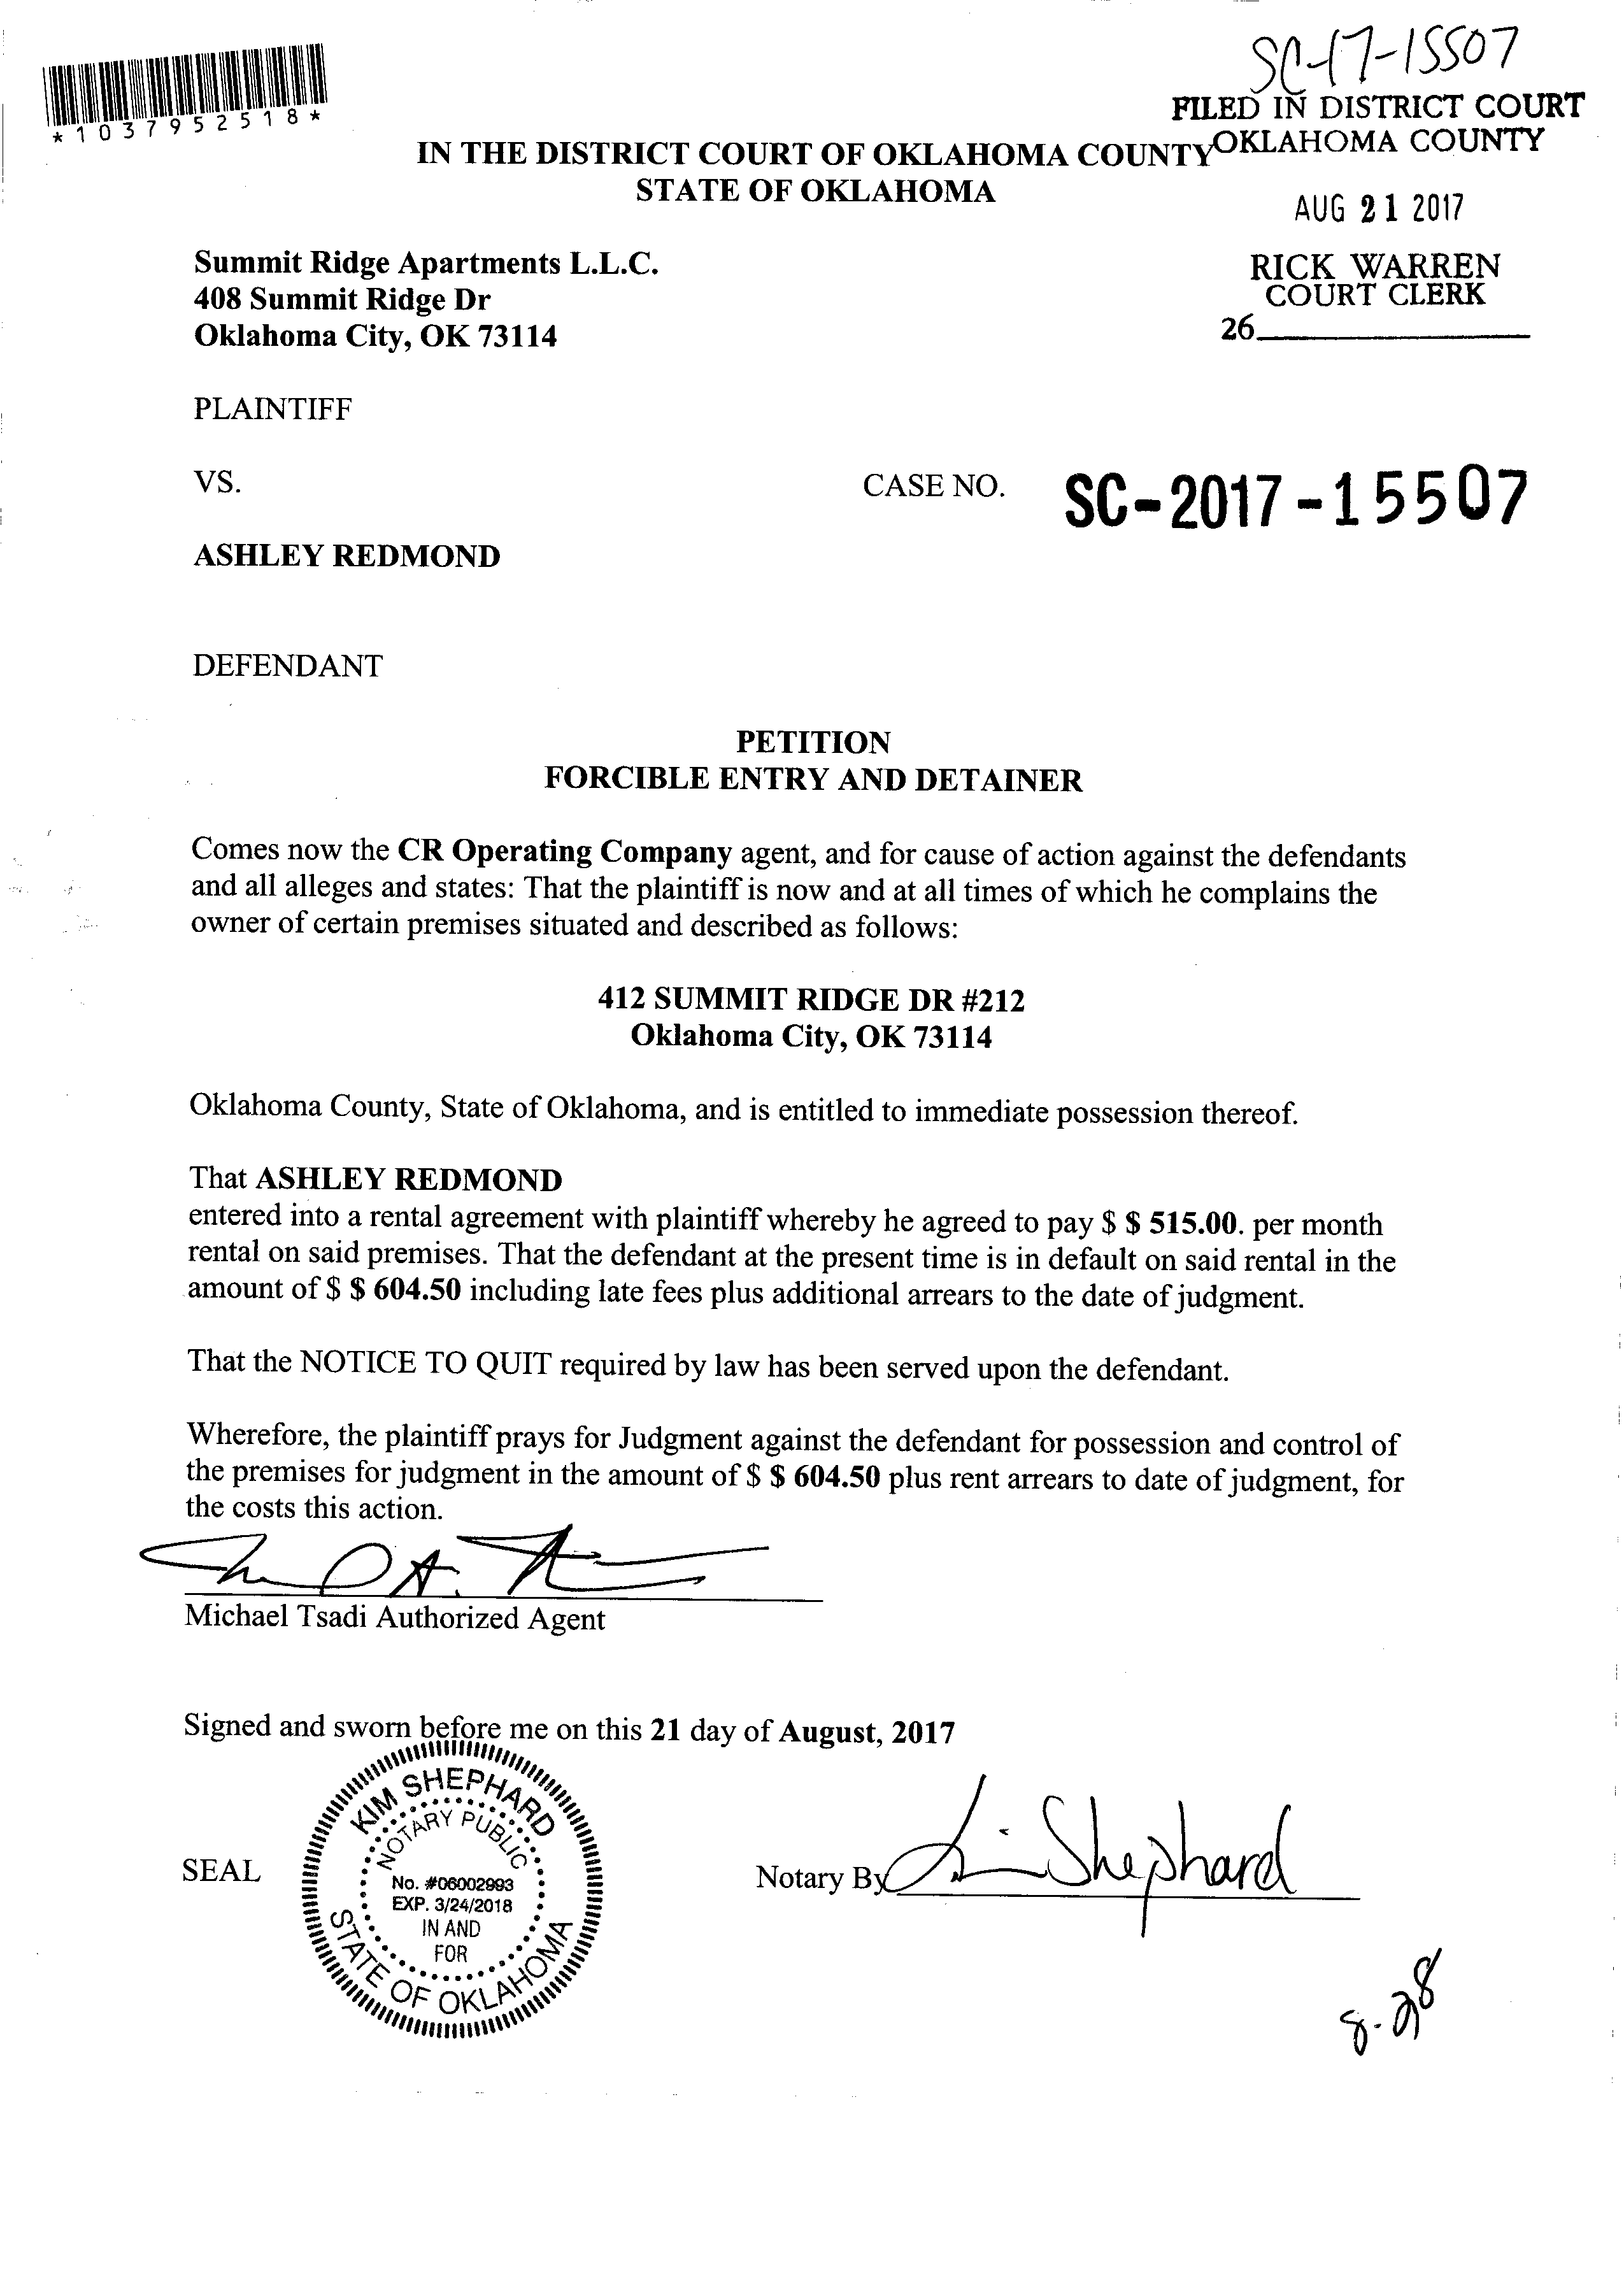 SC-17-15507
FILED IN DISTRICT COURT
OKLAHOMA COUNTY
*1037952518*
IN THE DISTRICT COURT OF OKLAHOMA COUNTY
STATE OF OKLAHOMA
AUG 21 2017
Summit Ridge Apartments L.L.C.
408 Summit Ridge Dr
Oklahoma City, OK 73114
RICK WARREN
COURT CLERK
26
PLAINTIFF
VS.
CASE NO. SC-2017-15507
ASHLEY REDMOND
DEFENDANT
PETITION
FORCIBLE ENTRY AND DETAINER
Comes now the CR Operating Company agent, and for cause of action against the defendants
and all alleges and states: That the plaintiff is now and at all times of which he complains the
owner of certain premises situated and described as follows:
412 SUMMIT RIDGE DR #212
Oklahoma City, OK 73114
Oklahoma County, State of Oklahoma, and is entitled to immediate possession thereof.
That ASHLEY REDMOND
entered into a rental agreement with plaintiff whereby he agreed to pay $ $ 515.00. per month
rental on said premises. That the defendant at the present time is in default on said rental in the
amount of $ $ 604.50 including late fees plus additional arrears to the date of judgment.
That the NOTICE TO QUIT required by law has been served upon the defendant.
Wherefore, the plaintiff prays for Judgment against the defendant for possession and control of
the premises for judgment in the amount of $ $ 604.50 plus rent arrears to date of judgment, for
the costs this action.
Michael Tsadi Authorized Agent
Signed and sworn before me on this 21 day of August, 2017
KIM SHEPHARD
NOTARY PUBLIC
No. #06002993
EXP. 3/24/2018
IN AND
FOR
STATE OF OKLAHOMA
SEAL
Notary By Kim Shephard
8-28